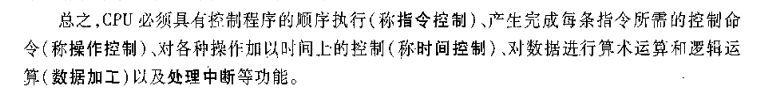 总之,CPU 必须具有控制程序的顺序执行(称指令控制)、产生完成每条指令所需的控制命
令(称操作控制)、对各种操作加以时间上的控制(称时间控制)、对数据进行算术运算和逻辑运
算(数据加工)以及处理中断等功能。